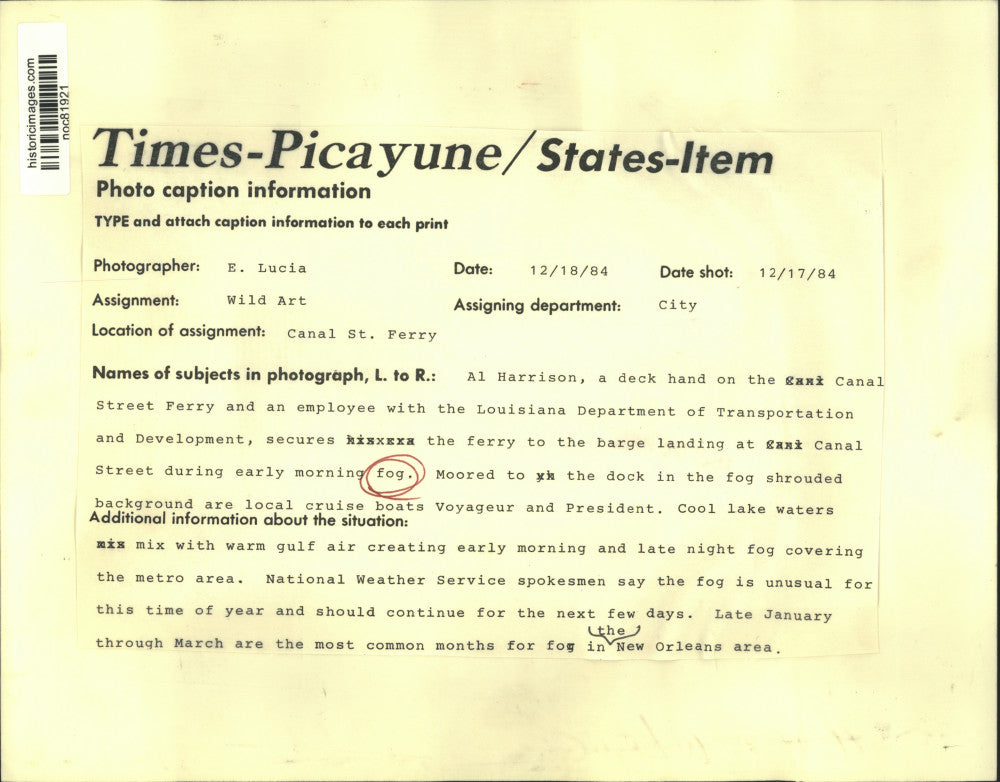 historicimages.com
noc81921
Times-Picayune/States-Item
Photo caption information
TYPE and attach caption information to each print
Photographer: E. Lucia Date: 12/18/84 Date shot: 12/17/84
Assignment: Wild Art Assigning department: City
Location of assignment: Canal St. Ferry
Names of subjects in photograph, L. to R.: Al Harrison, a deck hand on the Canal
Street Ferry and an employee with the Louisiana Department of Transportation
and Development, secures the ferry to the barge landing at Canal
Street during early morning fog. Moored to the dock in the fog shrouded
background are local cruise boats Voyageur and President. Cool lake waters
Additional information about the situation:
mix with warm gulf air creating early morning and late night fog covering
the metro area. National Weather Service spokesmen say the fog is unusual for
this time of year and should continue for the next few days. Late January
through March are the most common months for fog in the New Orleans area.